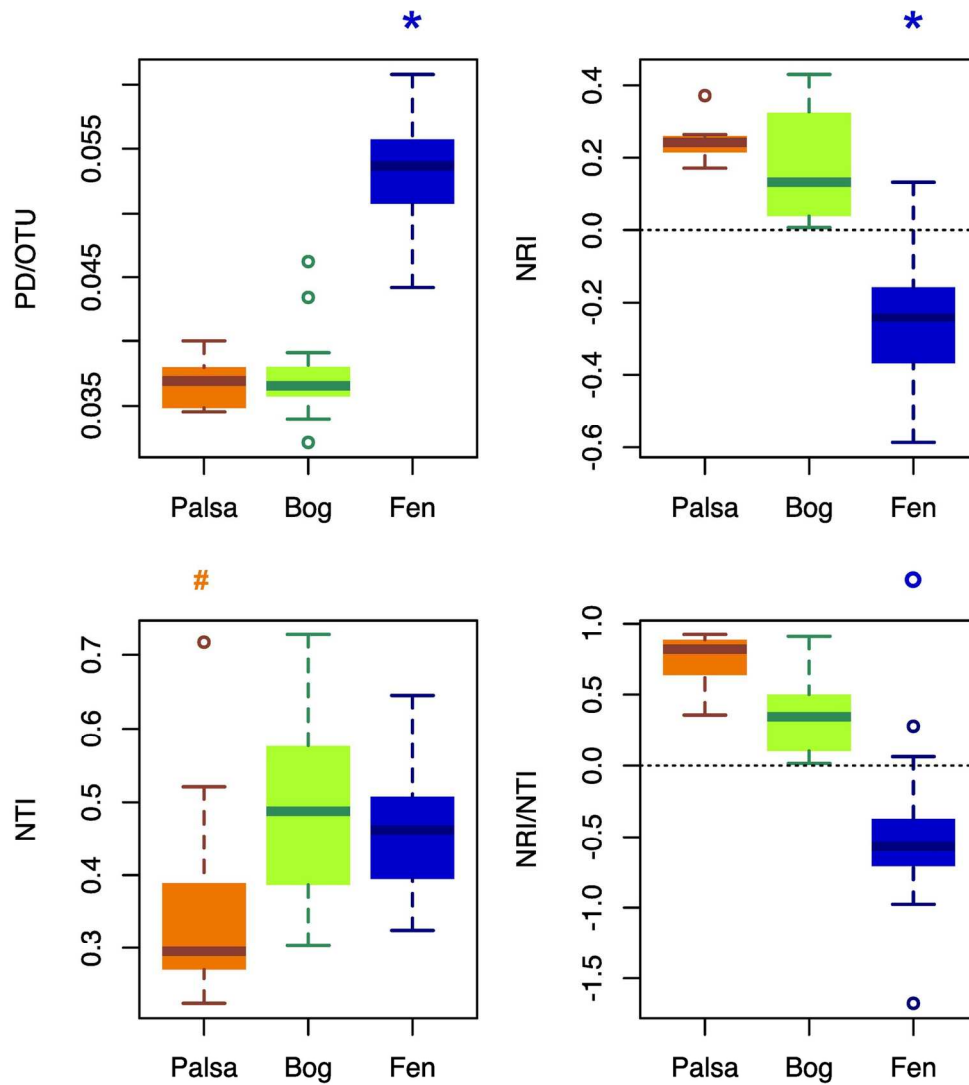 *
*
PD/OTU
0.035
0.045
0.055
Palsa Bog Fen
NRI
-0.6
-0.4
-0.2
0.0
0.2
0.4
Palsa Bog Fen
#
NTI
0.3
0.4
0.5
0.6
0.7
Palsa Bog Fen
NRI/NTI
-1.5
-1.0
-0.5
0.0
0.5
1.0
Palsa Bog Fen